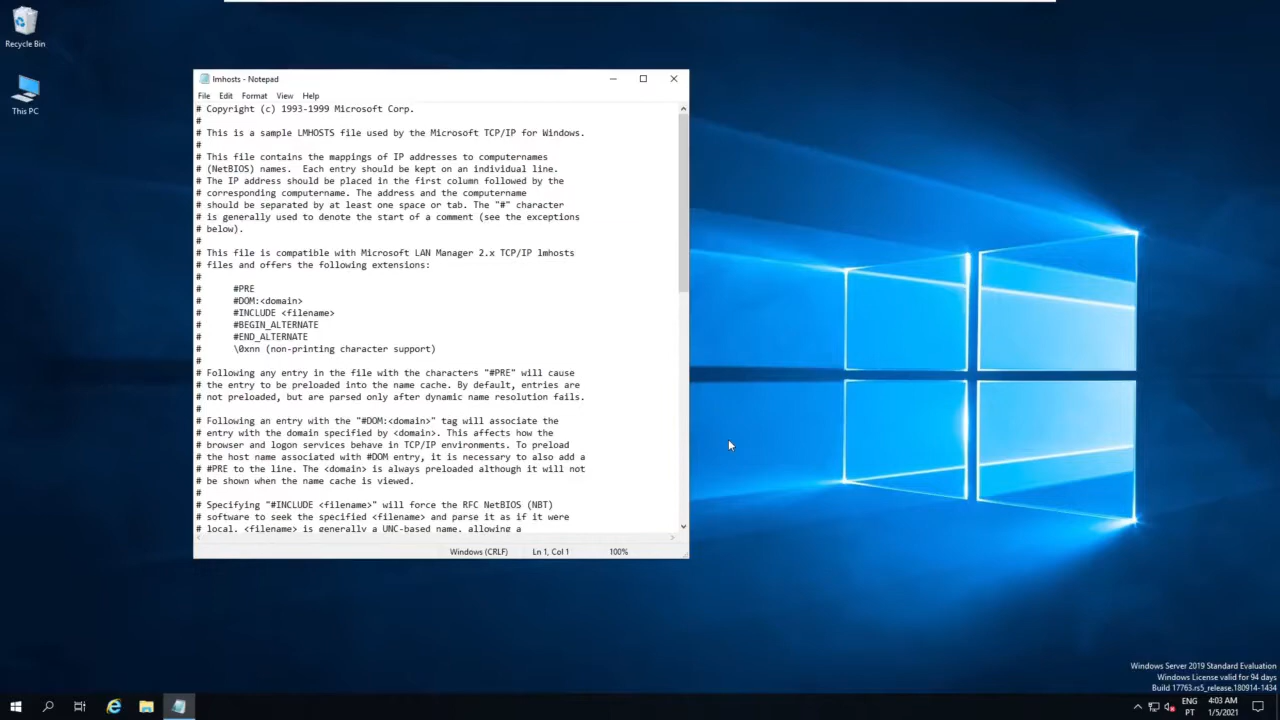 Recycle Bin
This PC
lmhosts - Notepad
File Edit Format View Help
# Copyright (c) 1993-1999 Microsoft Corp.
#
# This is a sample LMHOSTS file used by the Microsoft TCP/IP for Windows.
#
# This file contains the mappings of IP addresses to computernames
# (NetBIOS) names.  Each entry should be kept on an individual line.
# The IP address should be placed in the first column followed by the
# corresponding computername. The address and the computername
# should be separated by at least one space or tab. The "#" character
# is generally used to denote the start of a comment (see the exceptions
# below).
#
# This file is compatible with Microsoft LAN Manager 2.x TCP/IP lmhosts
# files and offers the following extensions:
#
#      #PRE
#      #DOM:<domain>
#      #INCLUDE <filename>
#      #BEGIN_ALTERNATE
#      #END_ALTERNATE
#      \0xnn (non-printing character support)
#
# Following any entry in the file with the characters "#PRE" will cause
# the entry to be preloaded into the name cache. By default, entries are
# not preloaded, but are parsed only after dynamic name resolution fails.
#
# Following an entry with the "#DOM:<domain>" tag will associate the
# entry with the domain specified by <domain>. This affects how the
# browser and logon services behave in TCP/IP environments. To preload
# the host name associated with #DOM entry, it is necessary to also add a
# #PRE to the line. The <domain> is always preloaded although it will not
# be shown when the name cache is viewed.
#
# Specifying "#INCLUDE <filename>" will force the RFC NetBIOS (NBT)
# software to seek the specified <filename> and parse it as if it were
# local. <filename> is generally a UNC-based name, allowing a
Windows (CRLF) Ln 1, Col 1 100%
Windows Server 2019 Standard Evaluation
Windows License valid for 94 days
Build 17763.rs5_release.180914-1434
ENG
PT
4:03 AM
1/5/2021